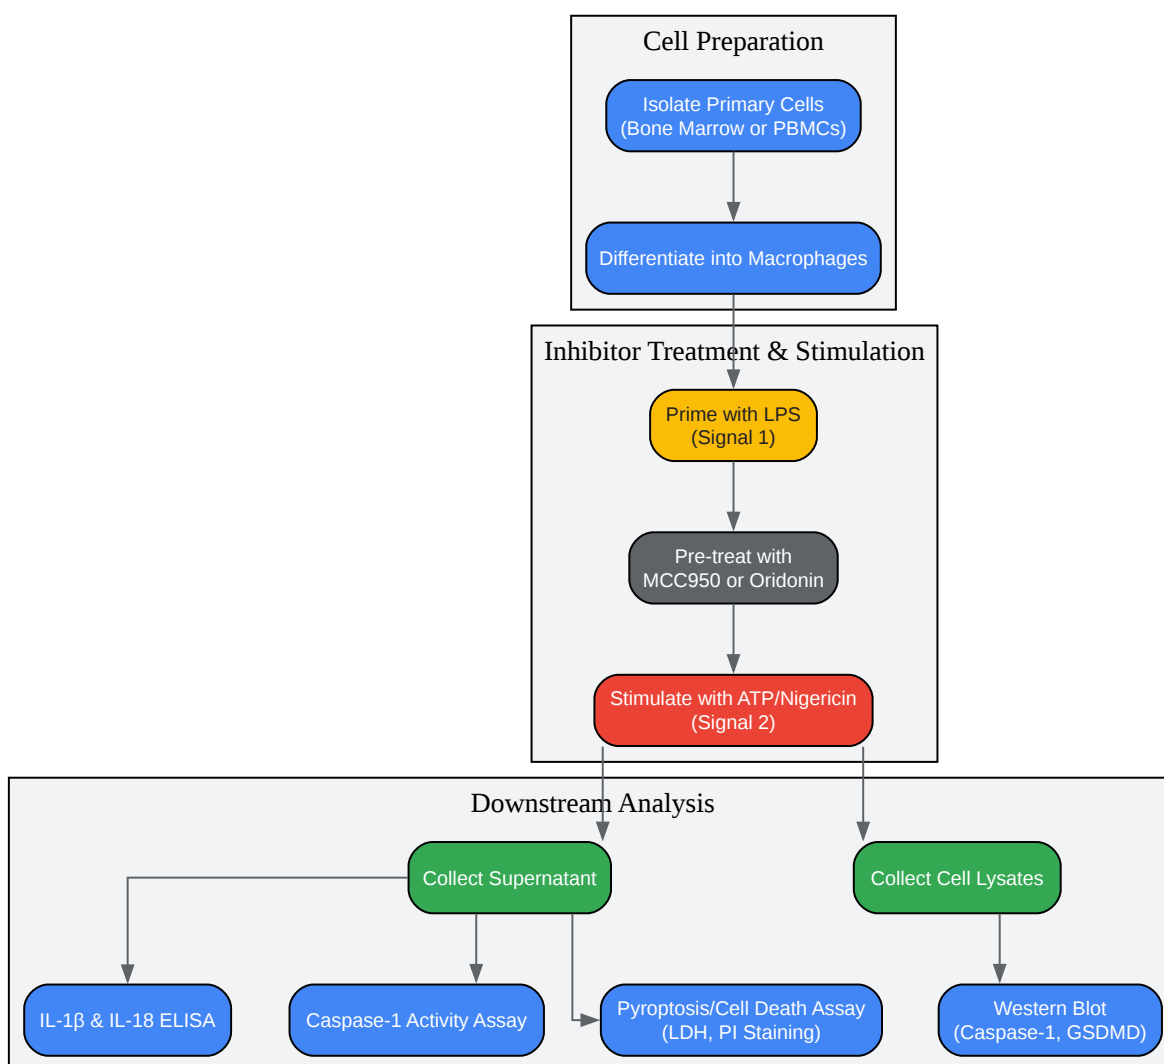 Cell Preparation
Isolate Primary Cells
(Bone Marrow or PBMCs)
Differentiate into Macrophages
Inhibitor Treatment & Stimulation
Prime with LPS
(Signal 1)
Pre-treat with
MCC950 or Oridonin
Stimulate with ATP/Nigericin
(Signal 2)
Downstream Analysis
Collect Supernatant
Collect Cell Lysates
IL-1β & IL-18 ELISA
Caspase-1 Activity Assay
Pyroptosis/Cell Death Assay
(LDH, PI Staining)
Western Blot
(Caspase-1, GSDMD)